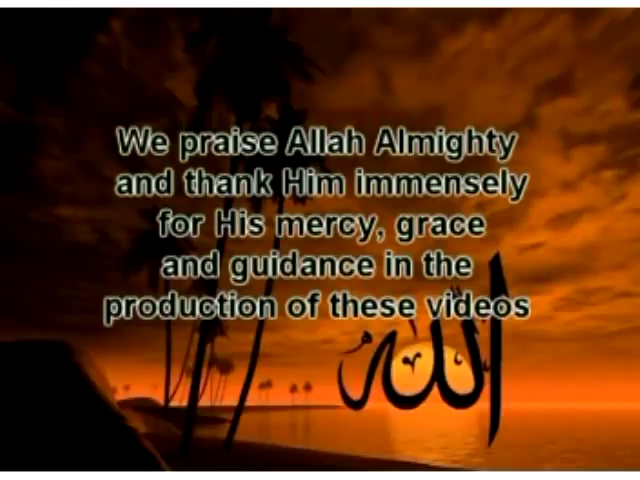 We praise Allah Almighty
and thank Him immensely
for His mercy, grace
and guidance in the
production of these videos
الله